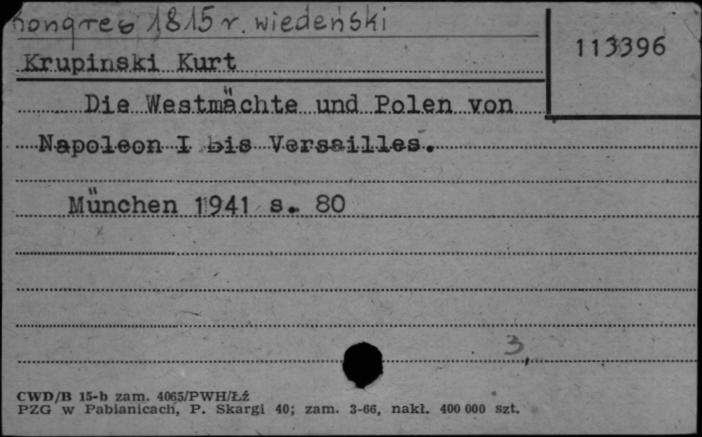 kongres 1815 r. wiedeński
113396
Krupinski Kurt
Die Westmächte und Polen von
Napoleon I bis Versailles.
München 1941 s. 80
3,
CWD/B 15-b zam. 4065/PWH/Łź
PZG w Pabianicach, P. Skargi 40; zam. 3-66, nakł. 400 000 szt.